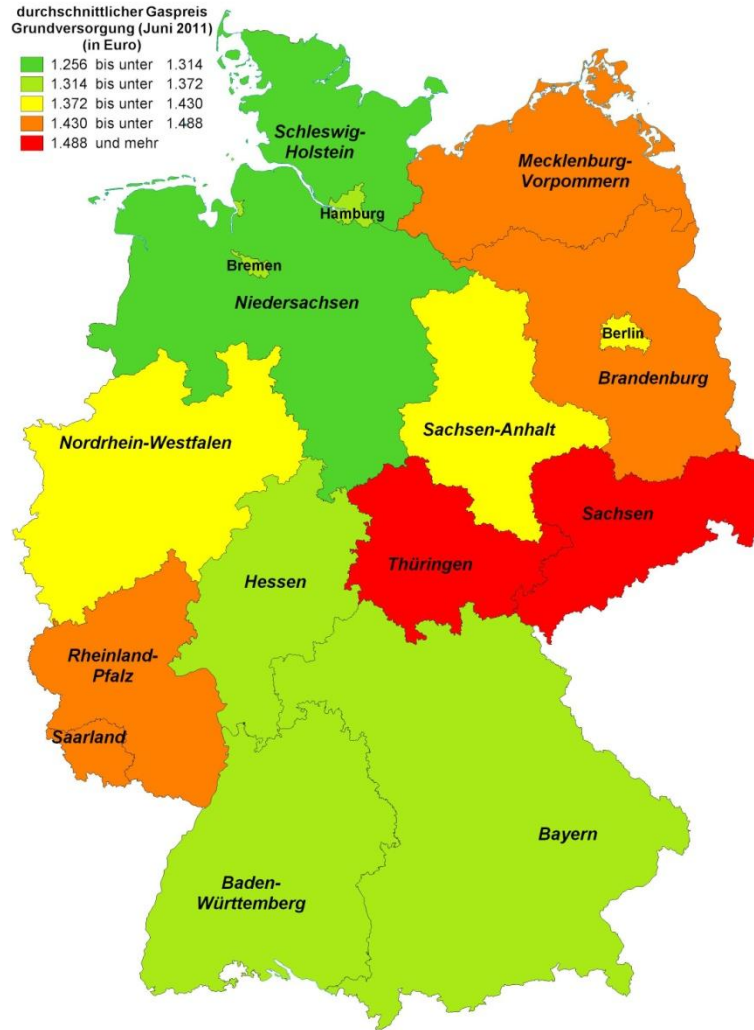 durchschnittlicher Gaspreis
Grundversorgung (Juni 2011)
(in Euro)
1.256 bis unter 1.314
1.314 bis unter 1.372
1.372 bis unter 1.430
1.430 bis unter 1.488
1.488 und mehr
Schleswig-
Holstein
Mecklenburg-
Vorpommern
Hamburg
Bremen
Niedersachsen
Berlin
Brandenburg
Nordrhein-Westfalen
Sachsen-Anhalt
Sachsen
Thüringen
Hessen
Rheinland-
Pfalz
Saarland
Bayern
Baden-
Württemberg